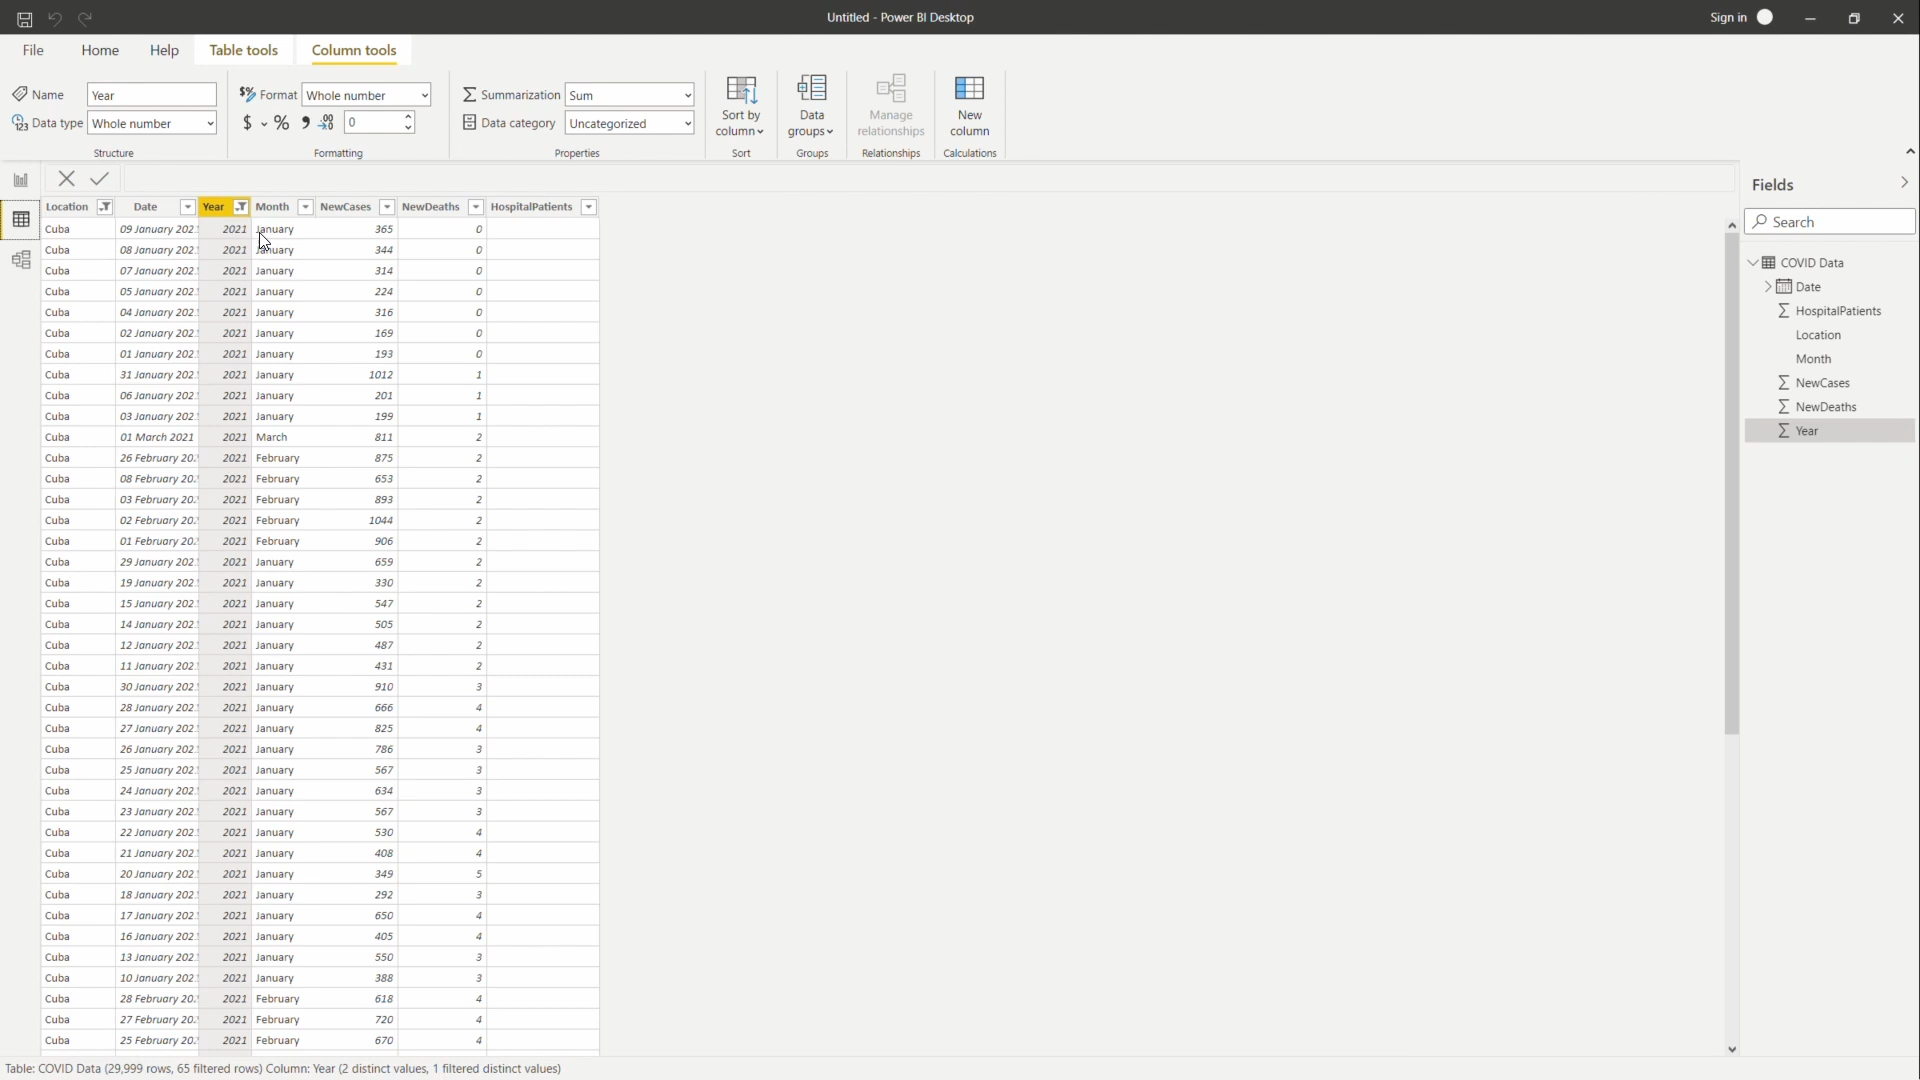 Untitled - Power BI Desktop
Sign in
File Home Help Table tools Column tools
Name Year
Data type Whole number
Structure
Format Whole number
$ % 0
Formatting
Summarization Sum
Data category Uncategorized
Properties
Sort by column
Sort
Data groups
Groups
Manage relationships
Relationships
New column
Calculations
Location Date Year Month NewCases NewDeaths HospitalPatients
Cuba 09 January 202 2021 January 365 0
Cuba 08 January 202 2021 January 344 0
Cuba 07 January 202 2021 January 314 0
Cuba 05 January 202 2021 January 224 0
Cuba 04 January 202 2021 January 316 0
Cuba 02 January 202 2021 January 169 0
Cuba 01 January 202 2021 January 193 0
Cuba 31 January 202 2021 January 1012 1
Cuba 06 January 202 2021 January 201 1
Cuba 03 January 202 2021 January 199 1
Cuba 01 March 2021 2021 March 811 2
Cuba 26 February 20 2021 February 875 2
Cuba 08 February 20 2021 February 653 2
Cuba 03 February 20 2021 February 893 2
Cuba 02 February 20 2021 February 1044 2
Cuba 01 February 20 2021 February 906 2
Cuba 29 January 202 2021 January 659 2
Cuba 19 January 202 2021 January 330 2
Cuba 15 January 202 2021 January 547 2
Cuba 14 January 202 2021 January 505 2
Cuba 12 January 202 2021 January 487 2
Cuba 11 January 202 2021 January 431 2
Cuba 30 January 202 2021 January 910 3
Cuba 28 January 202 2021 January 666 4
Cuba 27 January 202 2021 January 825 4
Cuba 26 January 202 2021 January 786 3
Cuba 25 January 202 2021 January 567 3
Cuba 24 January 202 2021 January 634 3
Cuba 23 January 202 2021 January 567 3
Cuba 22 January 202 2021 January 530 4
Cuba 21 January 202 2021 January 408 4
Cuba 20 January 202 2021 January 349 5
Cuba 18 January 202 2021 January 292 3
Cuba 17 January 202 2021 January 650 4
Cuba 16 January 202 2021 January 405 4
Cuba 13 January 202 2021 January 550 3
Cuba 10 January 202 2021 January 388 3
Cuba 28 February 20 2021 February 618 4
Cuba 27 February 20 2021 February 720 4
Cuba 25 February 20 2021 February 670 4
Fields
Search
COVID Data
Date
HospitalPatients
Location
Month
NewCases
NewDeaths
Year
Table: COVID Data (29,999 rows, 65 filtered rows) Column: Year (2 distinct values, 1 filtered distinct values)